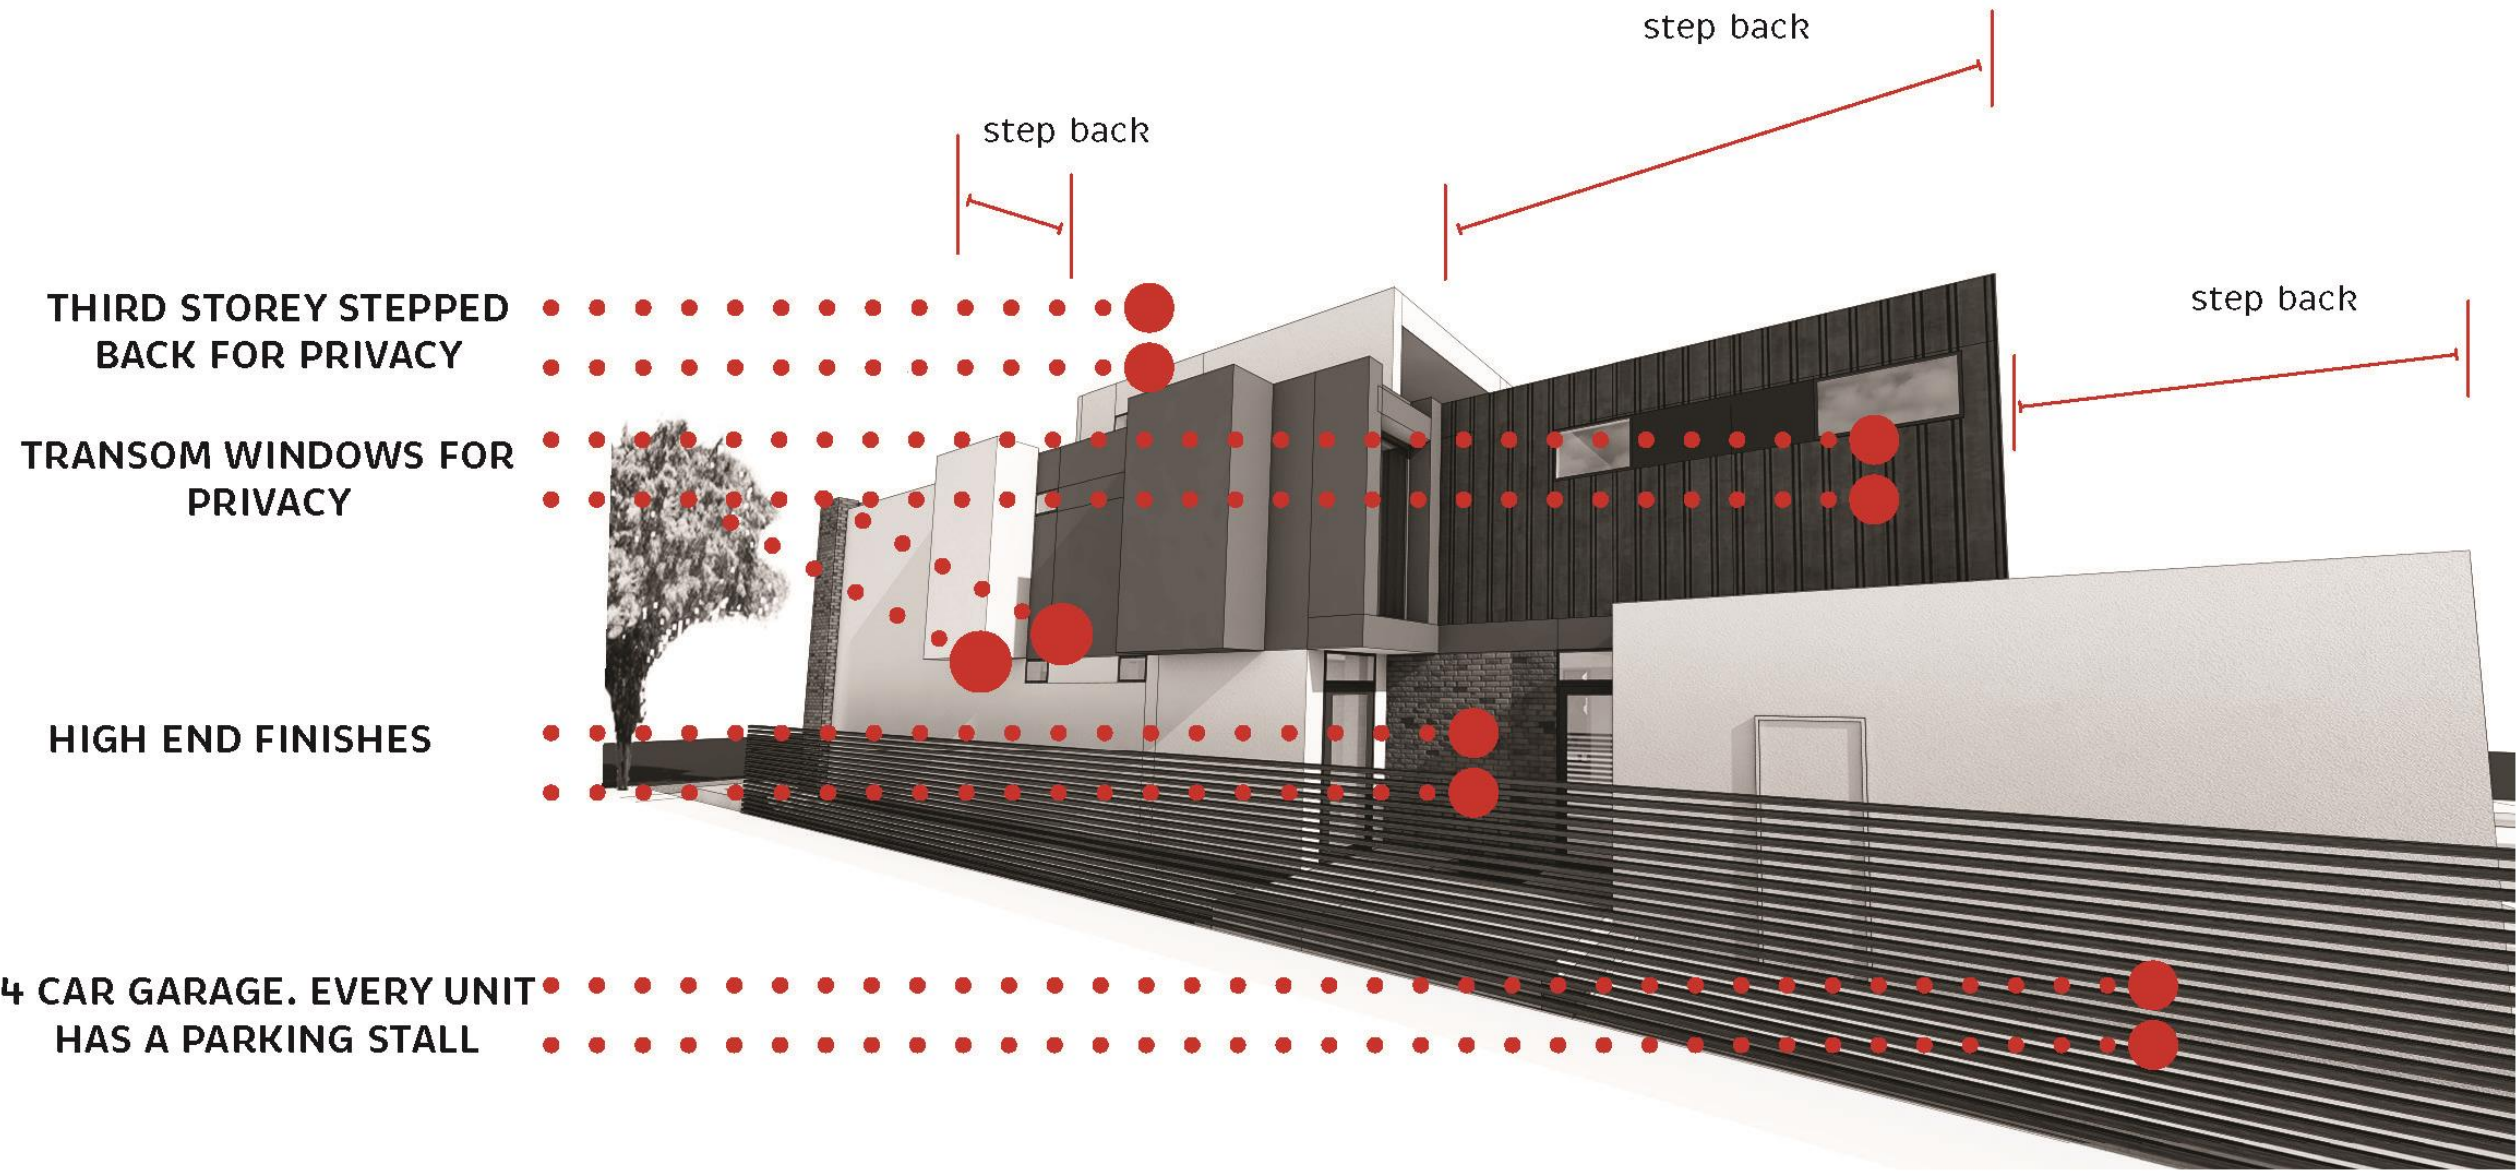 step back
step back
step back
THIRD STOREY STEPPED
BACK FOR PRIVACY
TRANSOM WINDOWS FOR
PRIVACY
HIGH END FINISHES
4 CAR GARAGE. EVERY UNIT
HAS A PARKING STALL